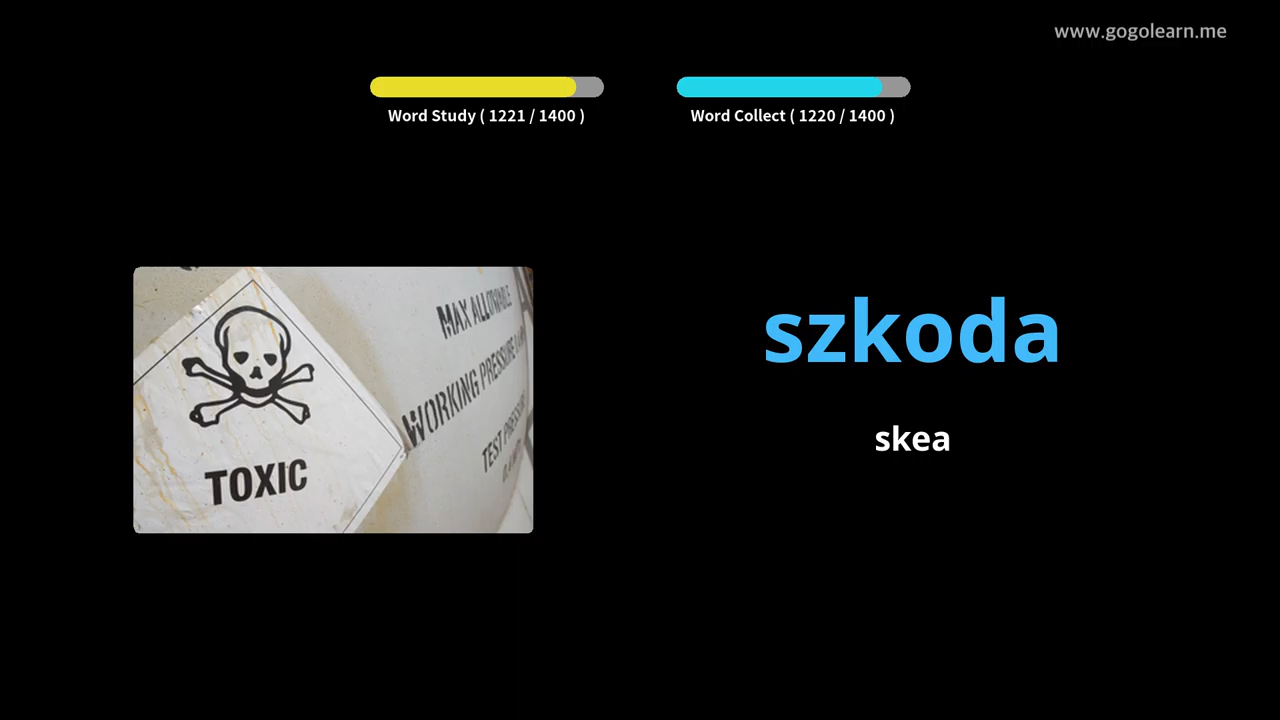 www.gogolearn.me
Word Study ( 1221 / 1400 )
Word Collect ( 1220 / 1400 )
TOXIC
MAX ALLOWABLE
WORKING PRESSURE
TEST PRESSURE
szkoda
skea